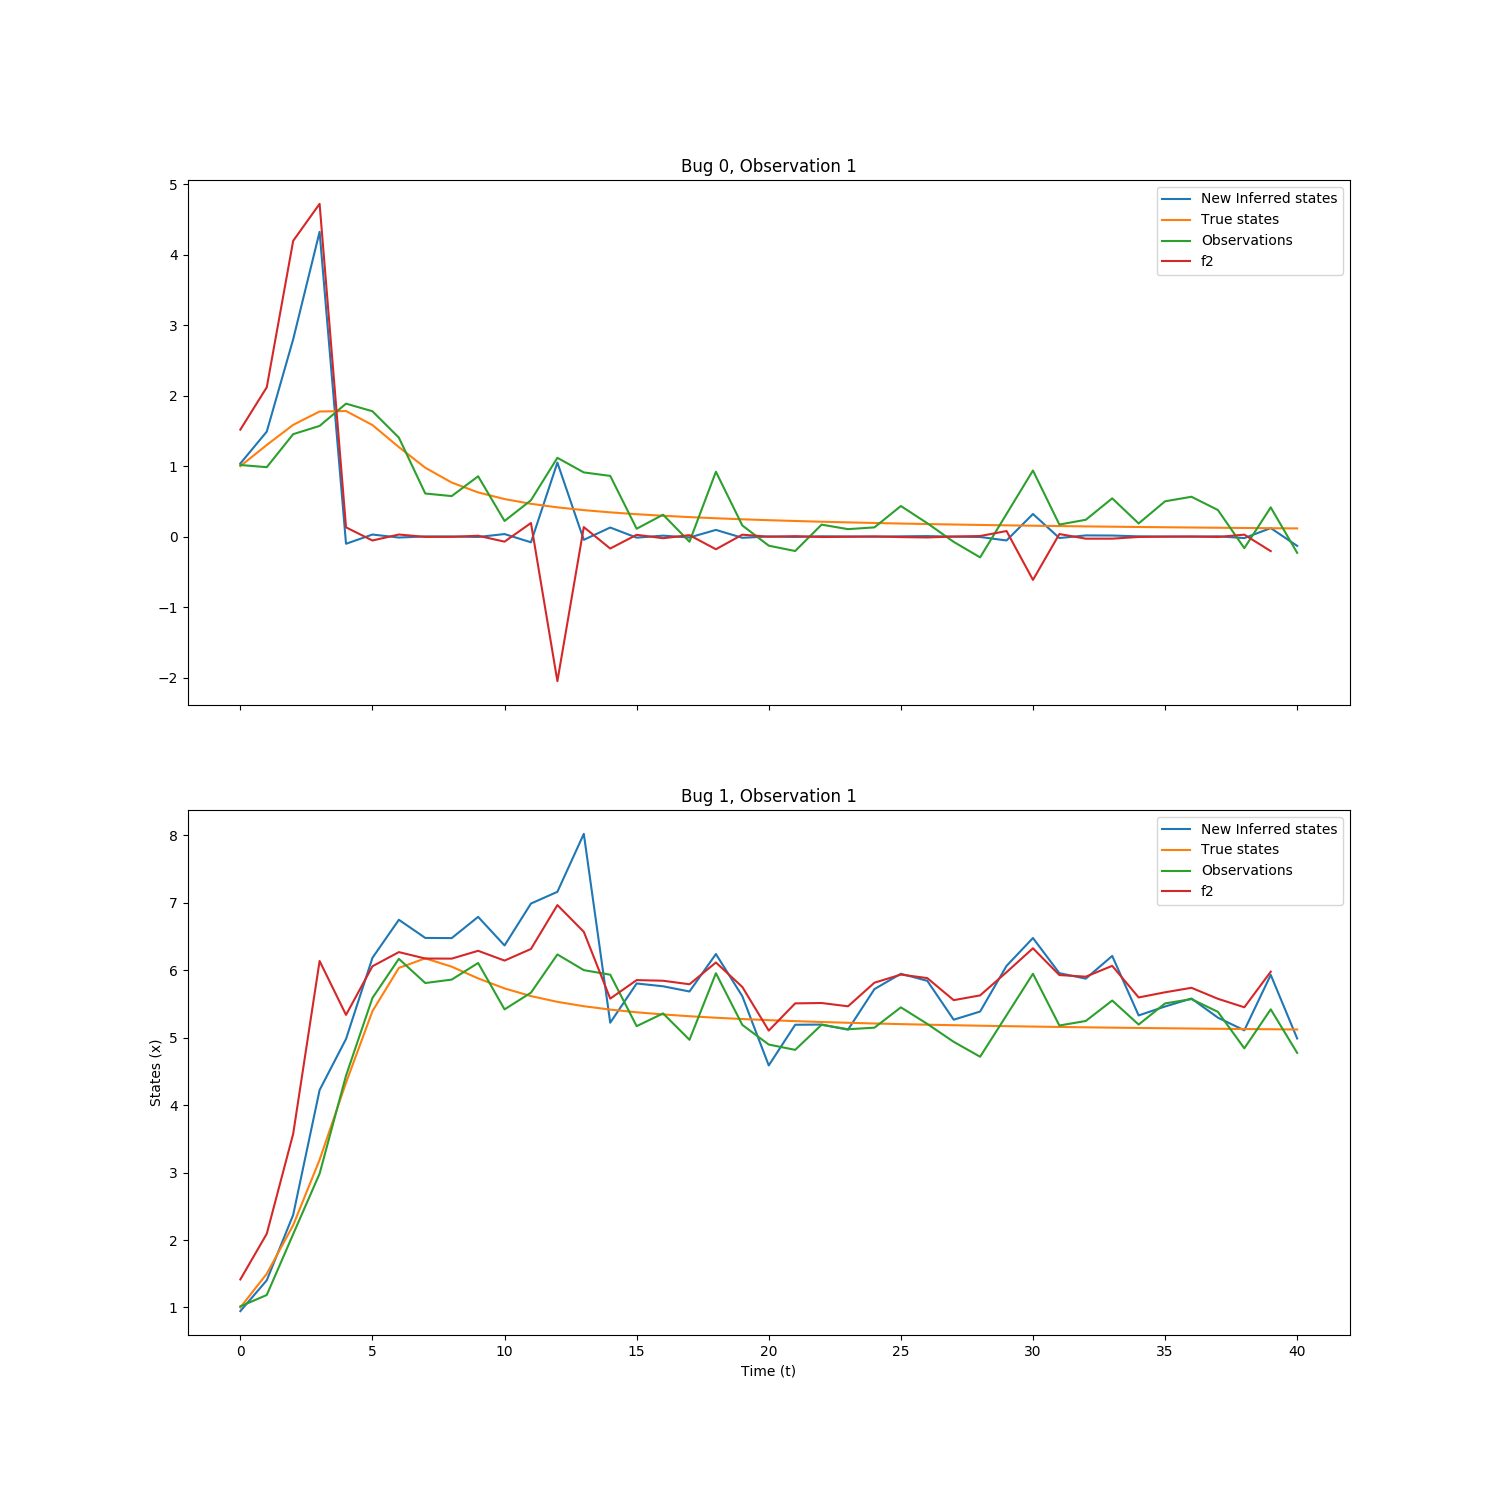 Bug 0, Observation 1
5
4
3
2
1
0
−1
−2
New Inferred states
True states
Observations
f2
Bug 1, Observation 1
States (x)
8
7
6
5
4
3
2
1
New Inferred states
True states
Observations
f2
0 5 10 15 20 25 30 35 40
Time (t)